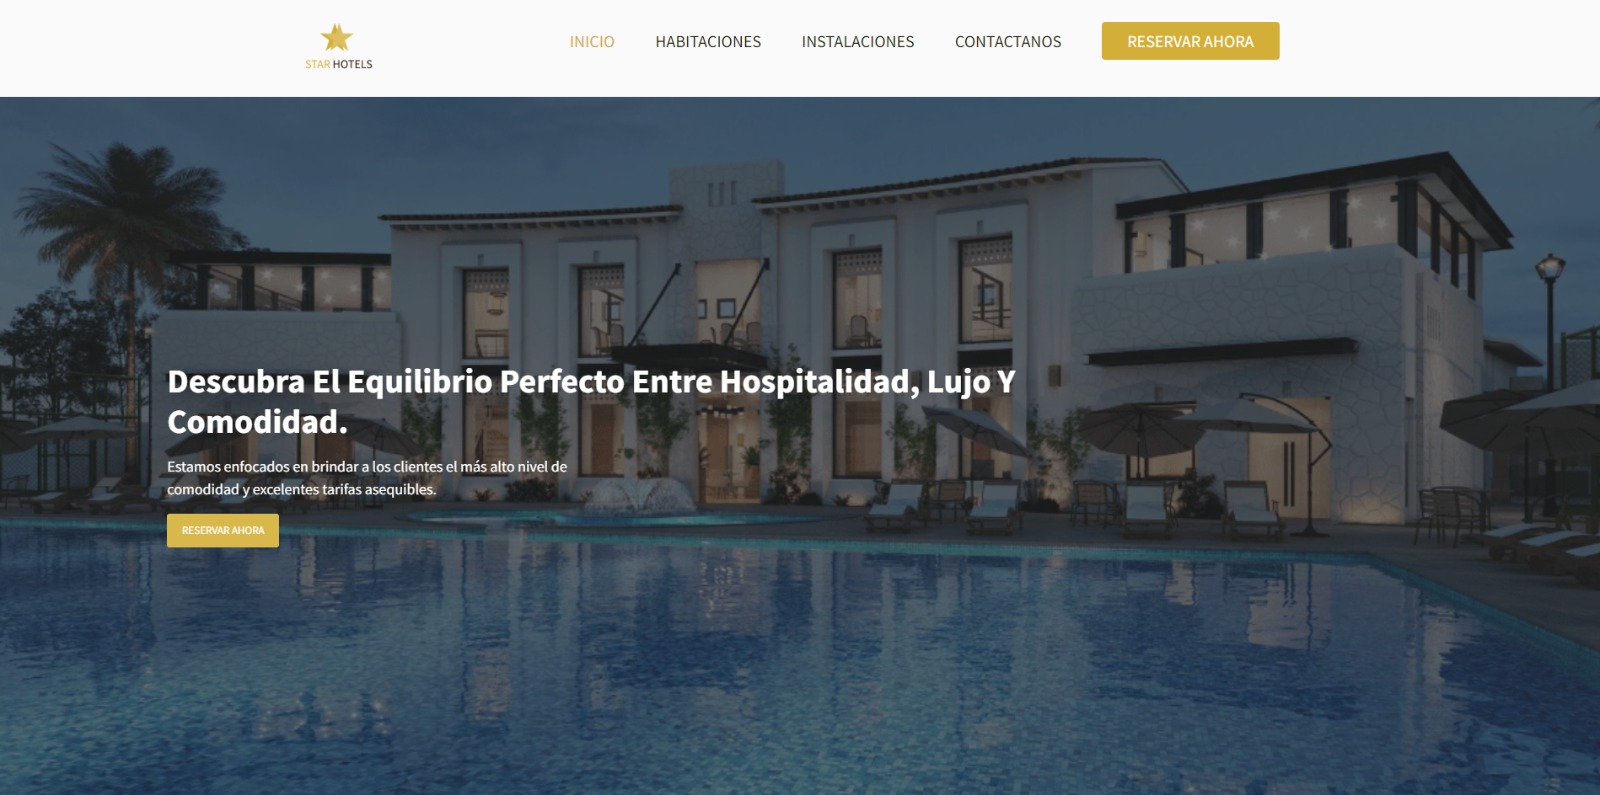 STAR HOTELS
INICIO
HABITACIONES
INSTALACIONES
CONTACTANOS
RESERVAR AHORA
Descubra El Equilibrio Perfecto Entre Hospitalidad, Lujo Y
Comodidad.
Estamos enfocados en brindar a los clientes el más alto nivel de
comodidad y excelentes tarifas asequibles.
RESERVAR AHORA